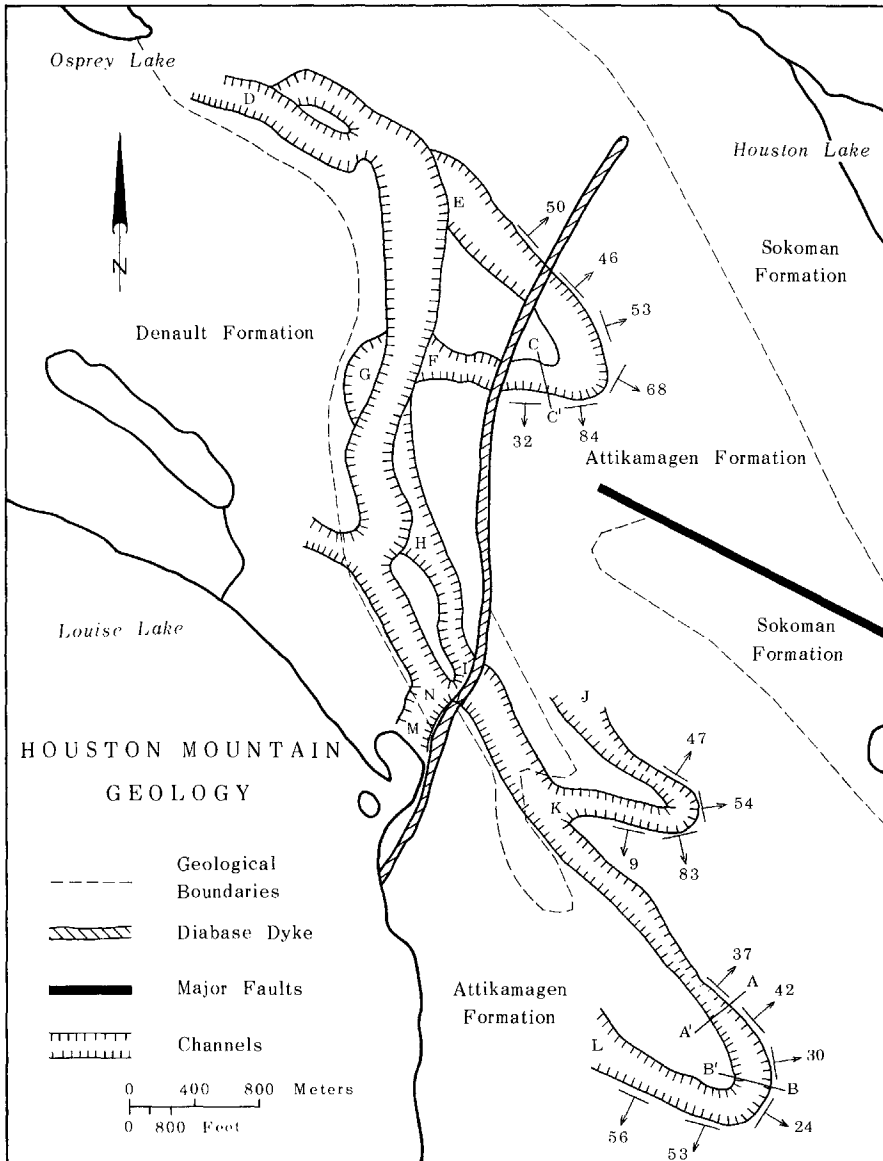 Osprey Lake
D
Houston Lake
E
50
N
46
Sokoman
Formation
53
Denault Formation
C
F
G
68
C'
32
84
Attikamagen Formation
H
Louise Lake
Sokoman
Formation
I
N
J
M
47
HOUSTON MOUNTAIN
GEOLOGY
K
54
9
83
Geological
Boundaries
Diabase Dyke
37
A
42
Major Faults
Attikamagen
Formation
A'
Channels
L
B'
30
B
0 400 800 Meters
0 800 Feet
24
56
53